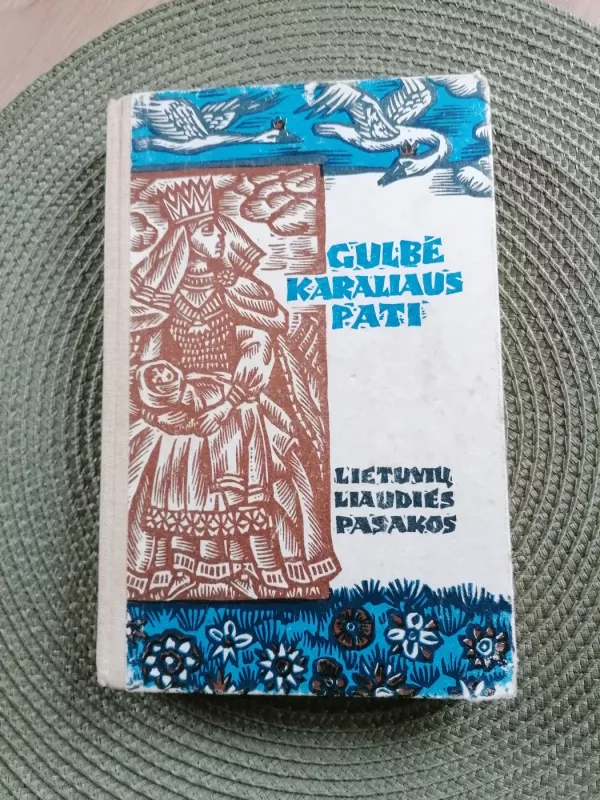 GULBĖ
KARALIAUS
PATI
LIETUVIŲ
LIAUDIES
PASAKOS